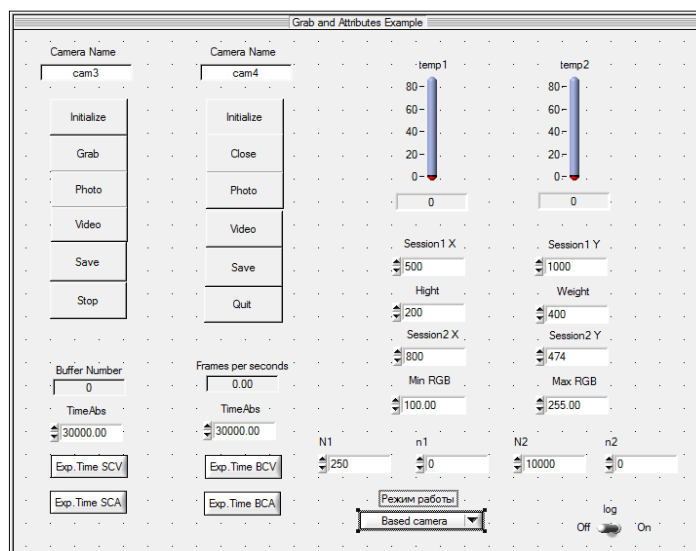 Grab and Attributes Example
Camera Name
cam3
Initialize
Grab
Photo
Video
Save
Stop
Buffer Number
0
TimeAbs
30000.00
Exp.Time SCV
Exp.Time SCA
Camera Name
cam4
Initialize
Close
Photo
Video
Save
Quit
Frames per seconds
0.00
TimeAbs
30000.00
Exp.Time BCV
Exp.Time BCA
temp1
80
60
40
20
0
0
temp2
80
60
40
20
0
0
Session1 X
500
Session1 Y
1000
Hight
200
Weight
400
Session2 X
800
Session2 Y
474
Min RGB
100.00
Max RGB
255.00
N1
250
n1
0
N2
10000
n2
0
Режим работы
Based camera
log
Off On